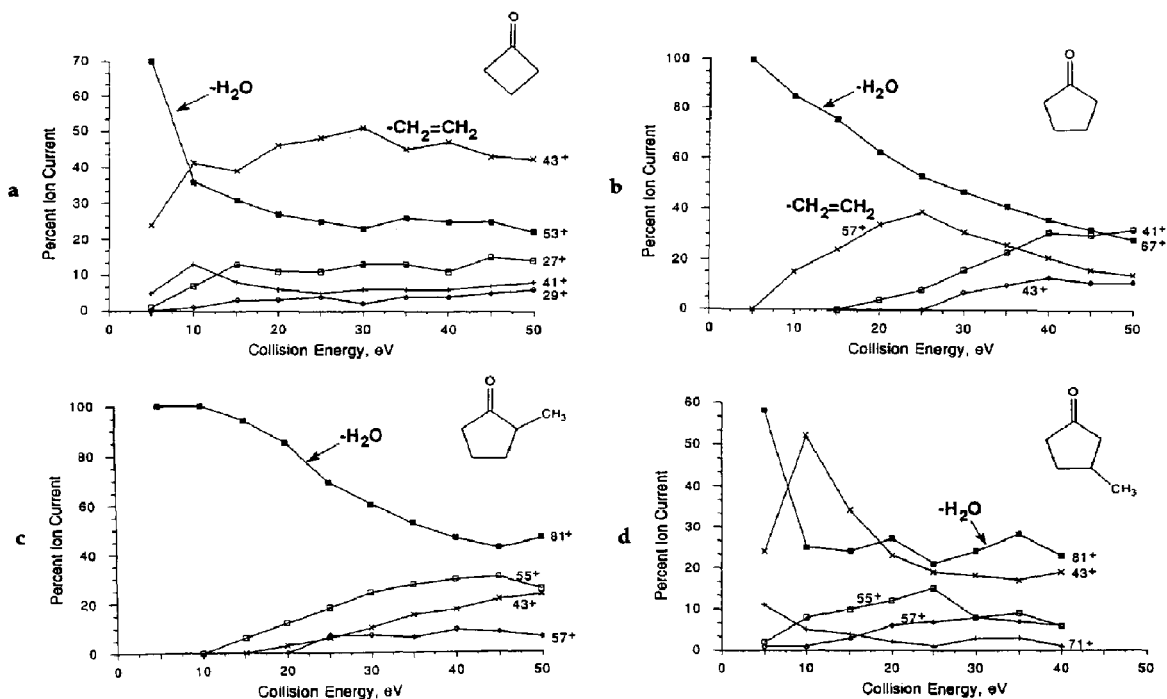 a
Percent Ion Current
70
60
50
40
30
20
10
0
0 10 20 30 40 50
Collision Energy, eV
-H2O
-CH2=CH2
O
43+
53+
27+
41+
29+
b
Percent Ion Current
100
80
60
40
20
0
0 10 20 30 40 50
Collision Energy, eV
-H2O
-CH2=CH2
57+
O
41+
67+
43+
c
Percent Ion Current
100
80
60
40
20
0
0 10 20 30 40 50
Collision Energy, eV
-H2O
O
CH3
81+
55+
43+
57+
d
Percent Ion Current
60
50
40
30
20
10
0
0 10 20 30 40 50
Collision Energy, eV
-H2O
O
CH3
81+
43+
55+
57+
71+